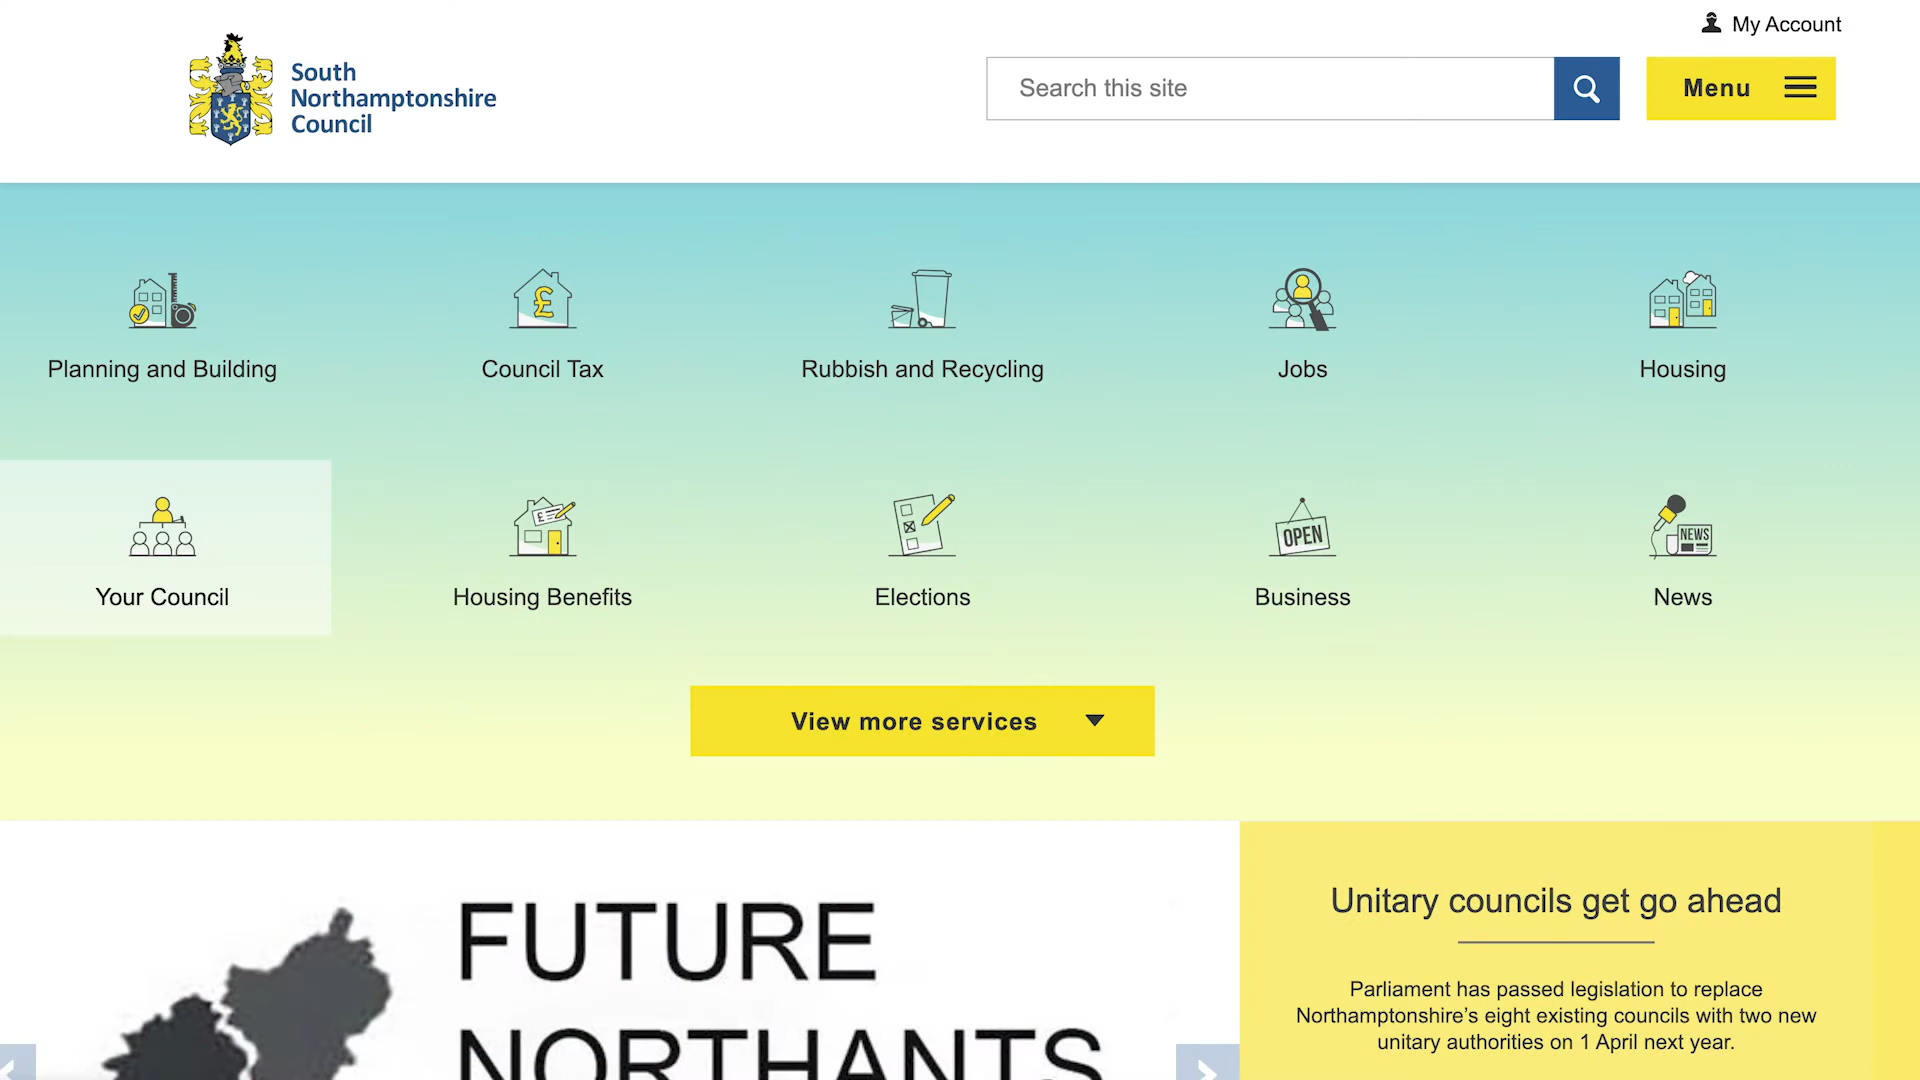 My Account
South
Northamptonshire
Council
Search this site
Menu
Planning and Building
Council Tax
Rubbish and Recycling
Jobs
Housing
£
£
OPEN
NEWS
Your Council
Housing Benefits
Elections
Business
News
View more services
FUTURE
NORTHANTS
Unitary councils get go ahead
Parliament has passed legislation to replace
Northamptonshire’s eight existing councils with two new
unitary authorities on 1 April next year.